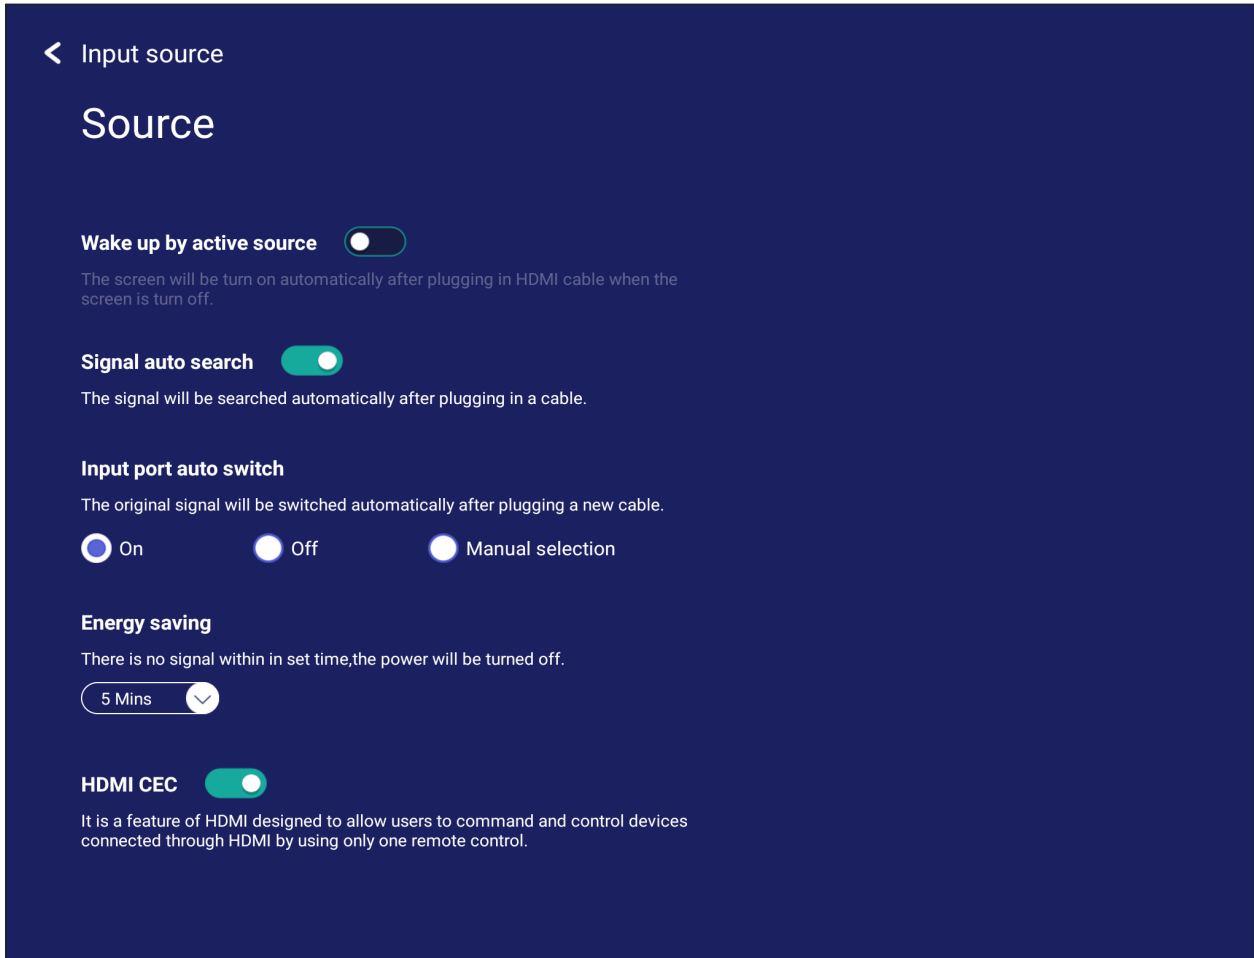 Input source
Source
Wake up by active source
The screen will be turn on automatically after plugging in HDMI cable when the
screen is turn off.
Signal auto search
The signal will be searched automatically after plugging in a cable.
Input port auto switch
The original signal will be switched automatically after plugging a new cable.
On Off Manual selection
Energy saving
There is no signal within in set time,the power will be turned off.
5 Mins
HDMI CEC
It is a feature of HDMI designed to allow users to command and control devices
connected through HDMI by using only one remote control.